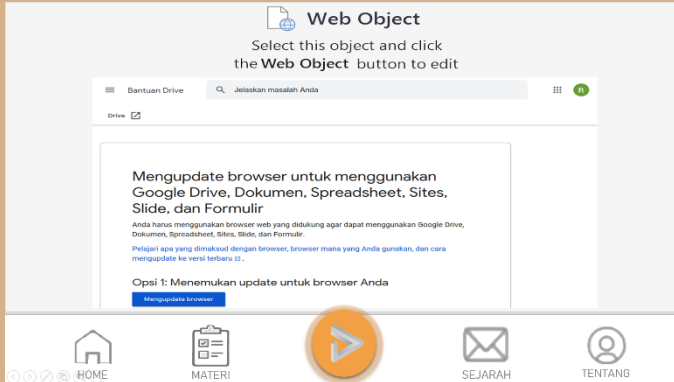 Web Object
Select this object and click
the Web Object button to edit
Bantuan Drive
Jelaskan masalah Anda
R
Drive
Mengupdate browser untuk menggunakan
Google Drive, Dokumen, Spreadsheet, Sites,
Slide, dan Formulir
Anda harus menggunakan browser web yang didukung agar dapat menggunakan Google Drive,
Dokumen, Spreadsheet, Sites, Slide, dan Formulir.
Pelajari apa yang dimaksud dengan browser, browser mana yang Anda gunakan, dan cara
mengupdate ke versi terbaru.
Opsi 1: Menemukan update untuk browser Anda
Mengupdate browser
HOME
MATERI
SEJARAH
TENTANG